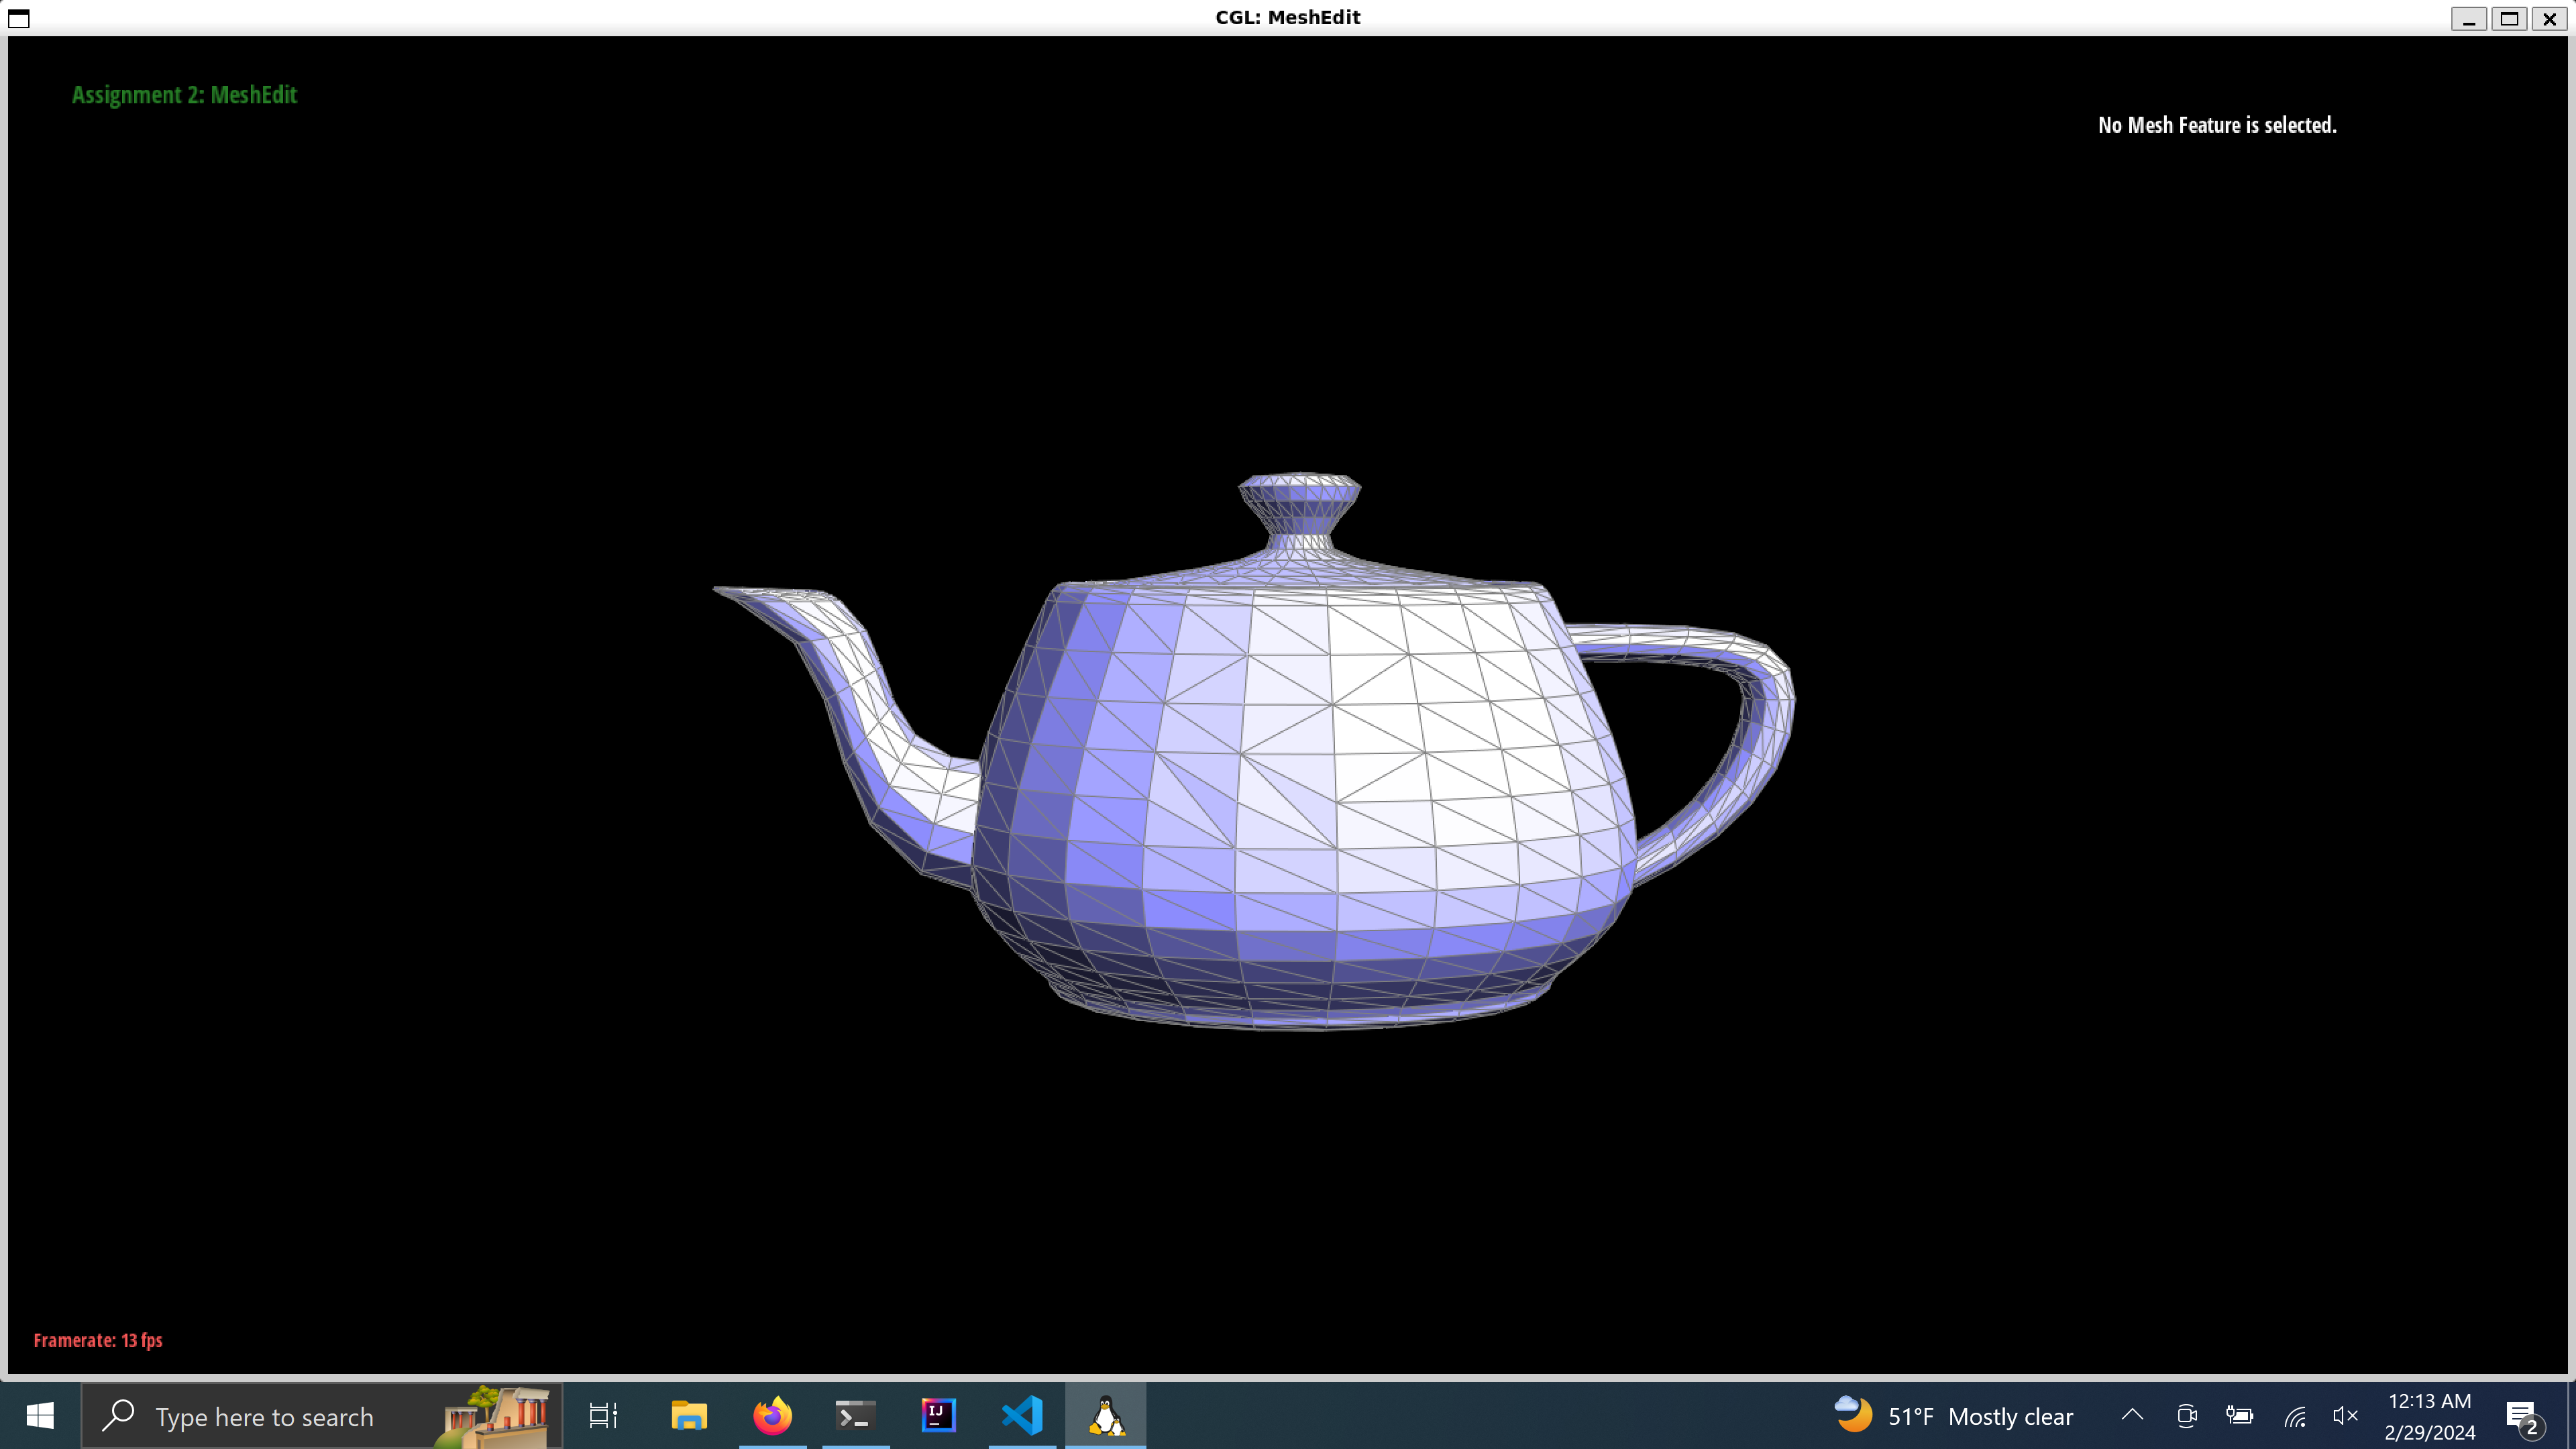 CGL: MeshEdit
Assignment 2: MeshEdit
No Mesh Feature is selected.
Framerate: 13 fps
Type here to search
IJ
51°F Mostly clear
12:13 AM
2/29/2024
2